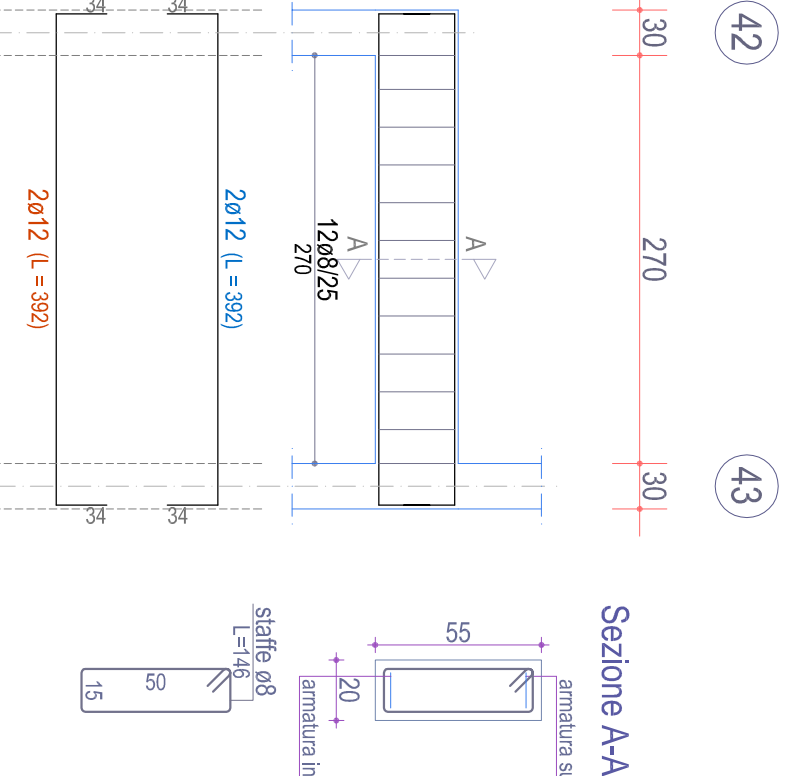 42
43
30
270
30
34
34
2ø12 (L = 392)
2ø12 (L = 392)
34
34
12ø8/25
270
A
A
Sezione A-A
55
20
armatura su
armatura in
staffe ø8
L=146
50
15